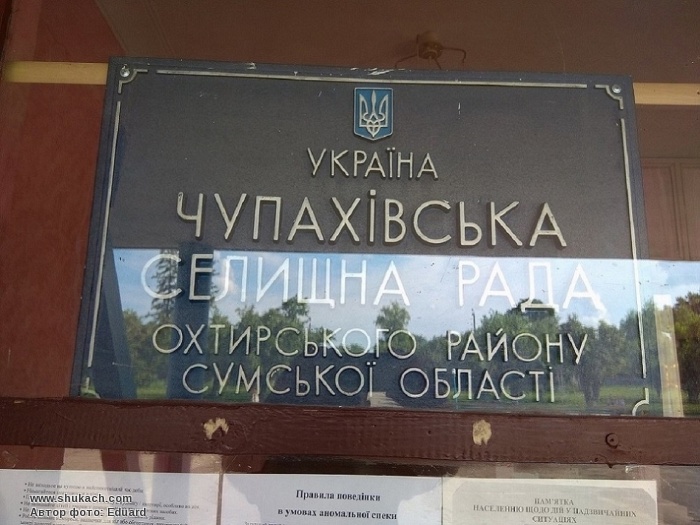 УКРАЇНА
ЧУПАХІВСЬКА
СЕЛИЩНА РАДА
ОХТИРСЬКОГО РАЙОНУ
СУМСЬКОЇ ОБЛАСТІ
Правила поведінки
в умовах аномальної спеки
ПАМ'ЯТКА
НАСЕЛЕННЮ ЩОДО ДІЙ У НАДЗВИЧАЙНИХ
СИТУАЦІЯХ
www.shukach.com
Автор фото: Eduard